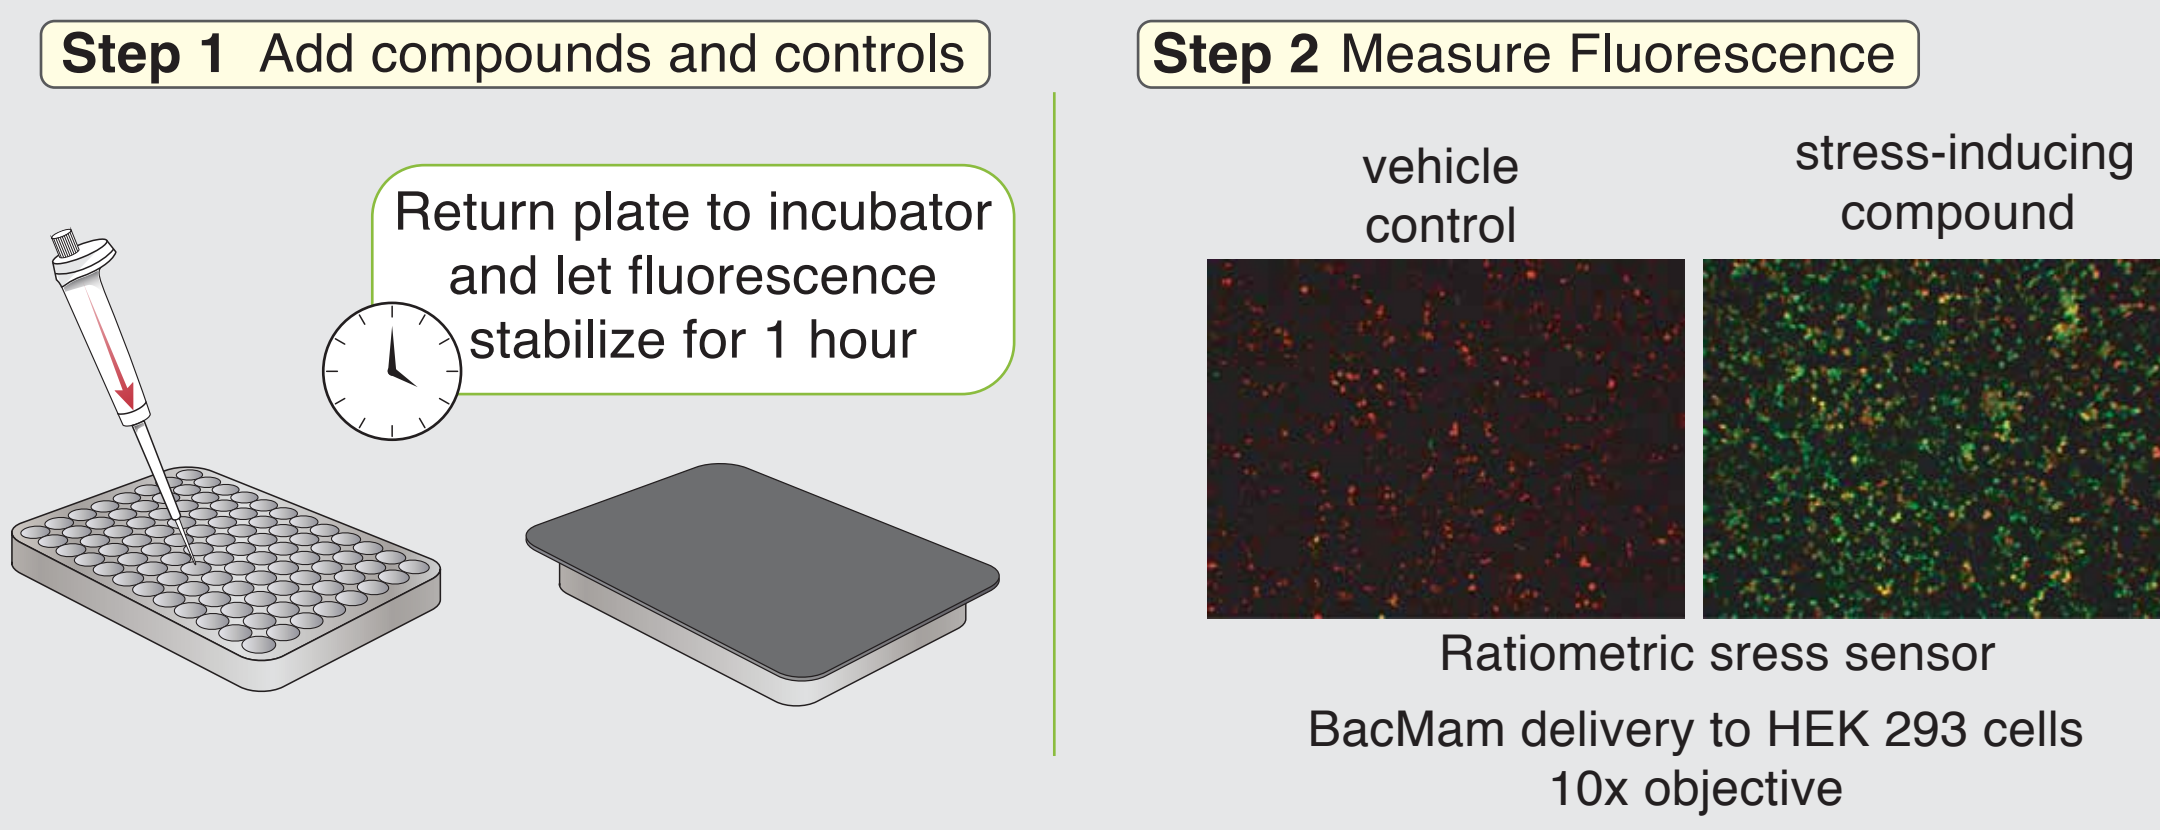 Step 1 Add compounds and controls
Return plate to incubator
and let fluorescence
stabilize for 1 hour
Step 2 Measure Fluorescence
vehicle
control
stress-inducing
compound
Ratiometric sress sensor
BacMam delivery to HEK 293 cells
10x objective